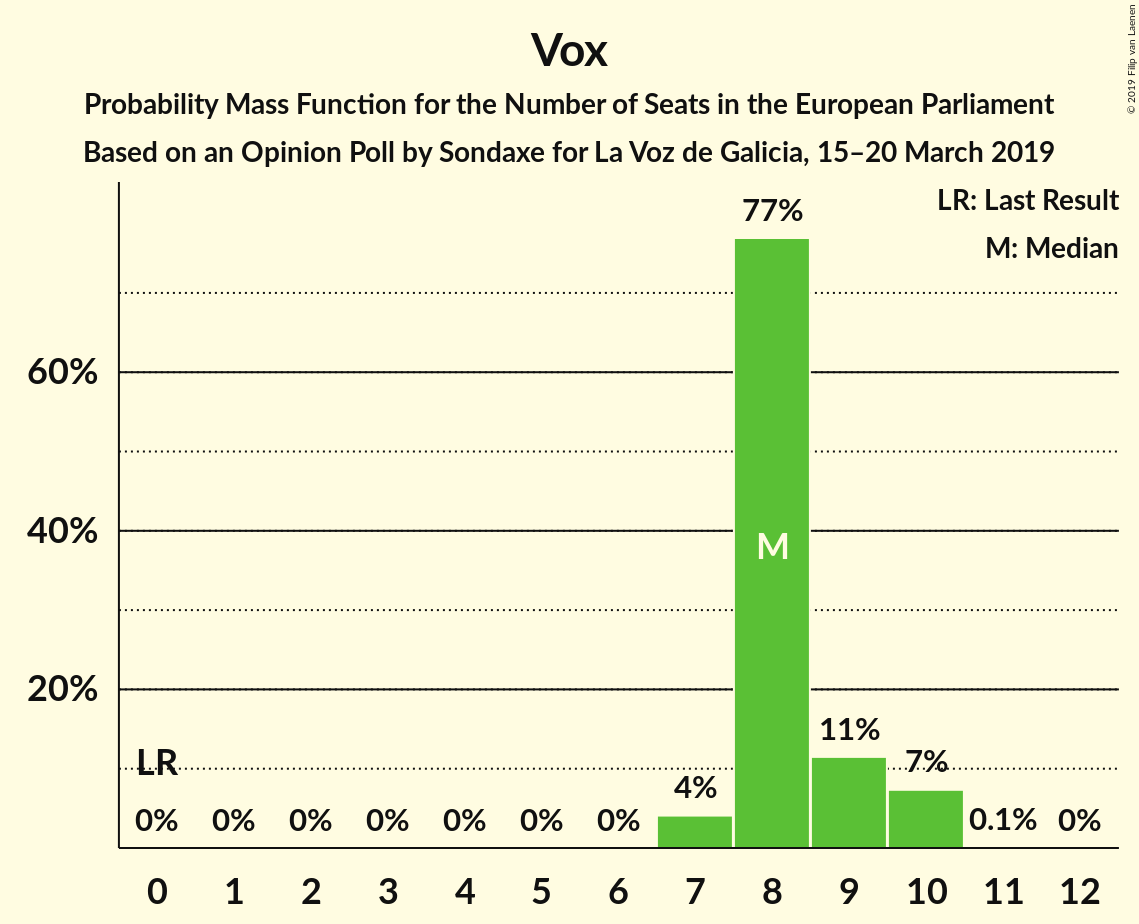 © 2019 Filip van Laenen
Vox
Probability Mass Function for the Number of Seats in the European Parliament
Based on an Opinion Poll by Sondaxe for La Voz de Galicia, 15–20 March 2019
LR: Last Result
M: Median
77%
60%
40%
M
20%
11%
LR
7%
4%
0% 0% 0% 0% 0% 0% 0% 0.1% 0%
0 1 2 3 4 5 6 7 8 9 10 11 12